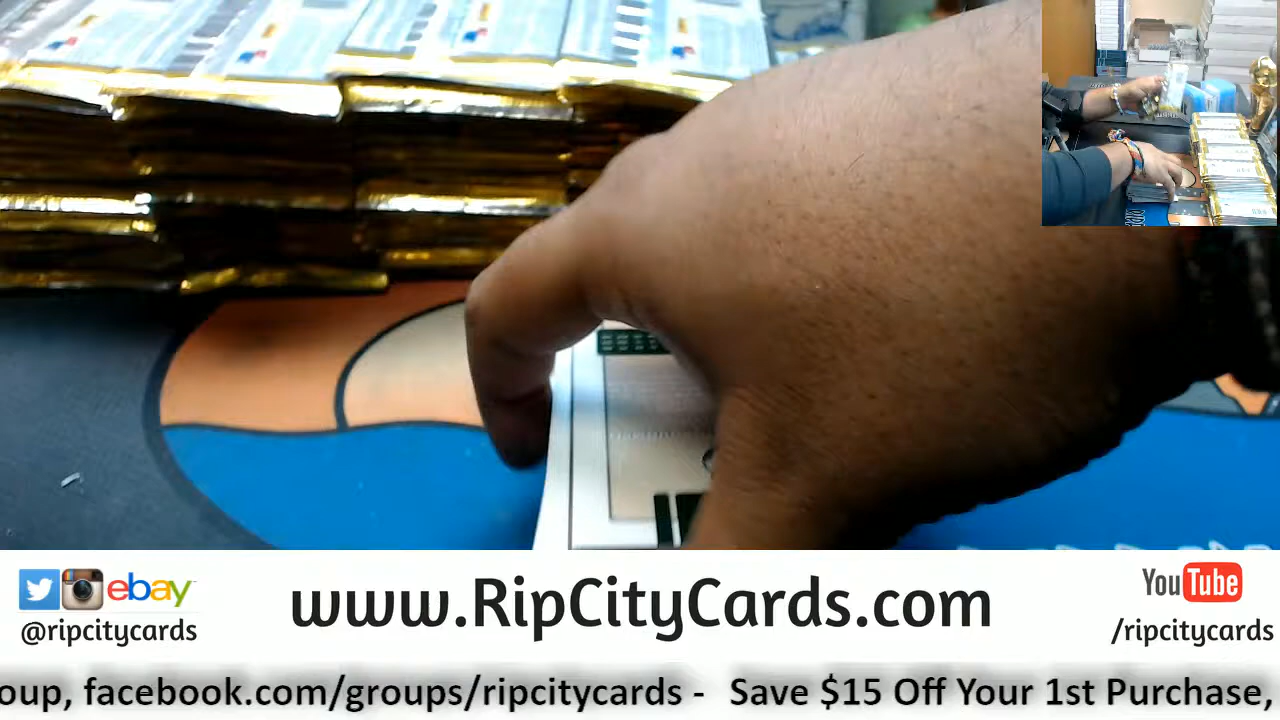 ebay
@ripcitycards
www.RipCityCards.com
YouTube
/ripcitycards
oup, facebook.com/groups/ripcitycards - Save $15 Off Your 1st Purchase,